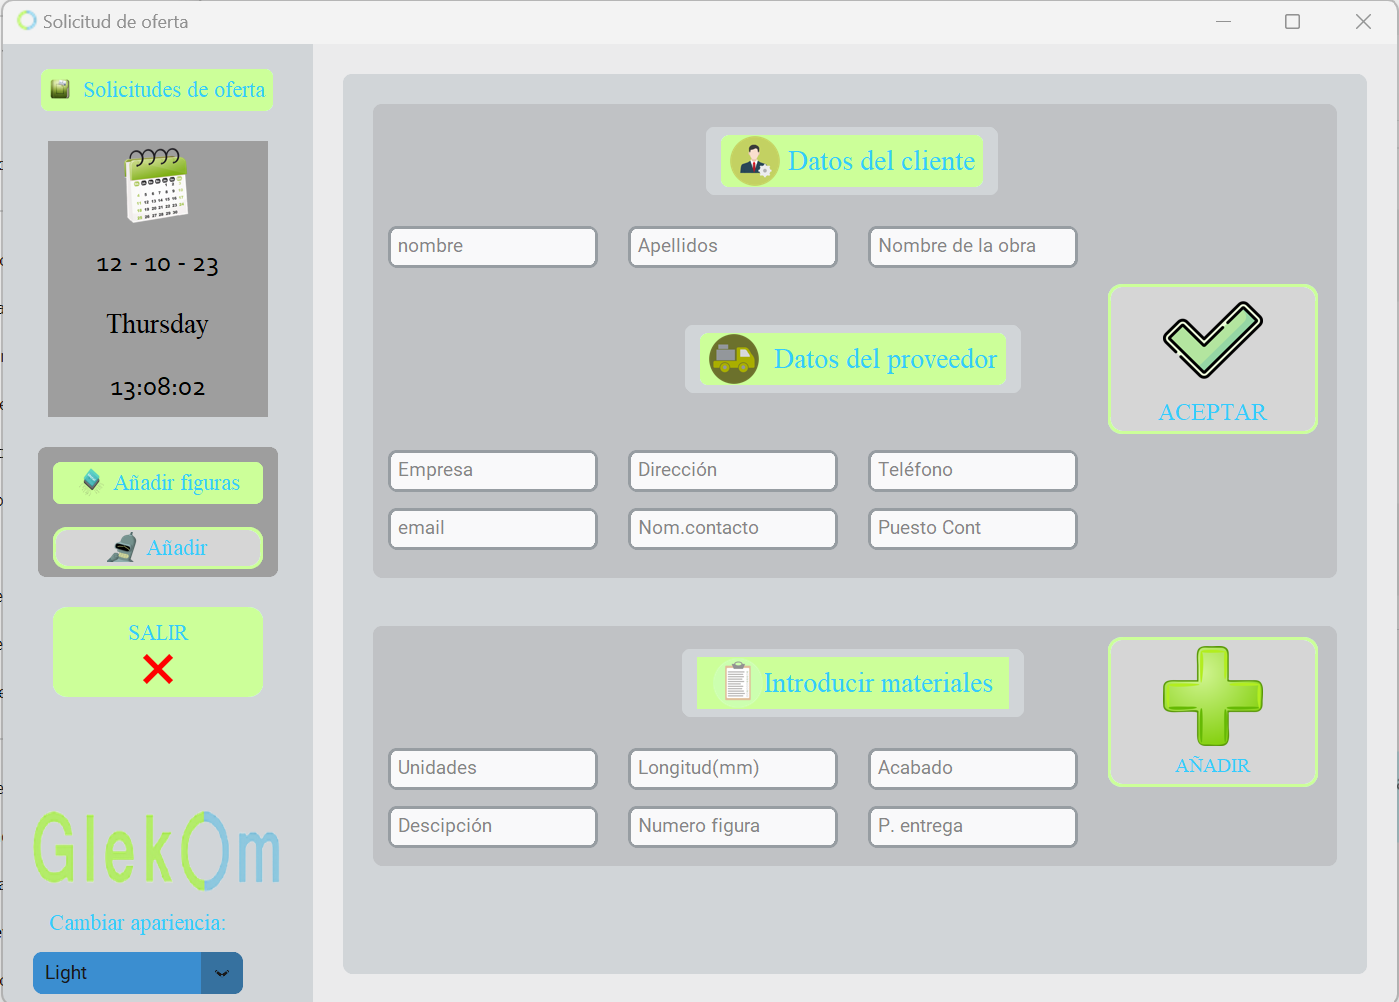 Solicitud de oferta
Solicitudes de oferta
12 - 10 - 23
Thursday
13:08:02
Añadir figuras
Añadir
SALIR
GlekOm
Cambiar apariencia:
Light
Datos del cliente
nombre
Apellidos
Nombre de la obra
Datos del proveedor
ACEPTAR
Empresa
Dirección
Teléfono
email
Nom.contacto
Puesto Cont
Introducir materiales
AÑADIR
Unidades
Longitud(mm)
Acabado
Descipción
Numero figura
P. entrega